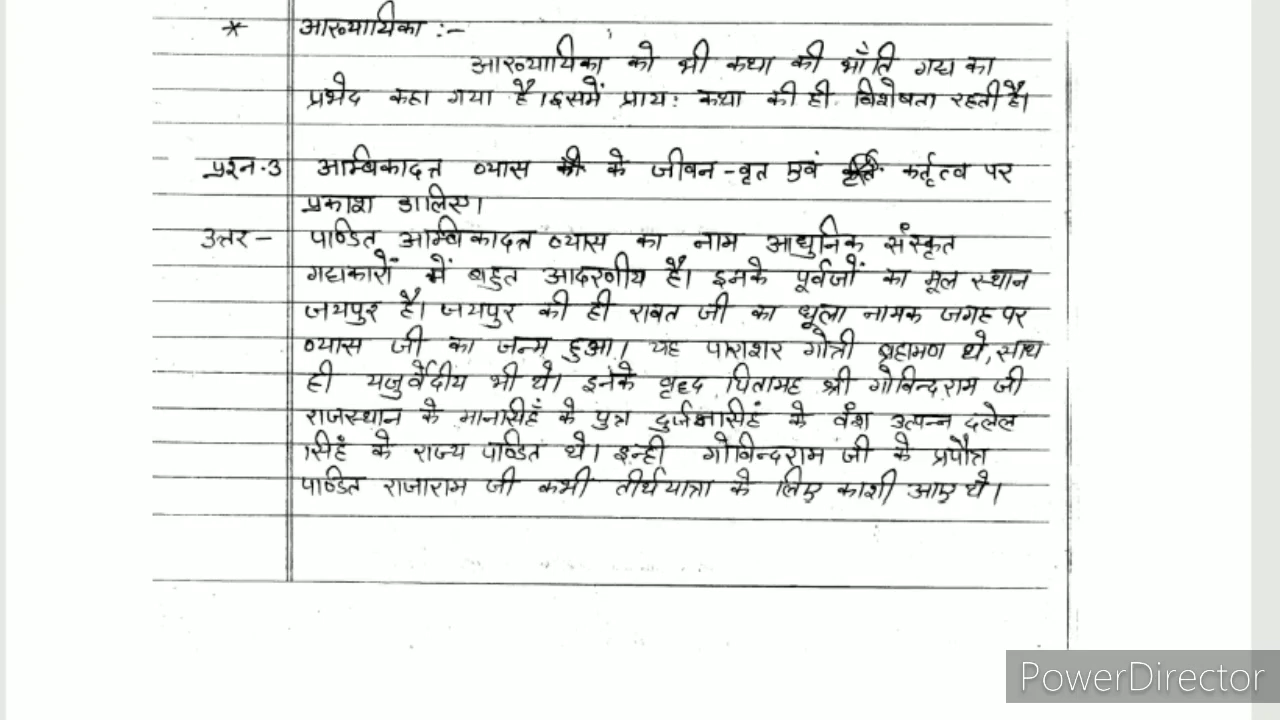 * आख्यायिका :-
आख्यायिका को भी कथा की भाँति गद्य का
प्रभेद कहा गया है। इसमें प्रायः कथा की ही विशेषता रहती है।
प्रश्न.3 अम्बिकादत्त व्यास के जीवन-वृत एवं कर्तृत्व पर
प्रकाश डालिए।
उत्तर - पण्डित अम्बिकादत्त व्यास का नाम आधुनिक संस्कृत
गद्यकारों में बहुत आदरणीय है। इनके पूर्वजों का मूल स्थान
जयपुर है। जयपुर की ही रावत जी का धूला नामक जगह पर
व्यास जी का जन्म हुआ। यह पाराशर गोत्री ब्रहामण थे, साथ
ही यजुर्वेदीय भी थे। इनके वृहद पितामह श्री गोविन्दराम जी
राजस्थान के मानसिहँ के पुत्र दुर्जनसिहं के वंश उत्पन्न दलेल
सिहं के राज्य पण्डित थे। इन्ही गोविन्दराम जी के प्रपौत्र
पण्डित राजाराम जी कभी तीर्थयात्रा के लिए काशी आए थे।
PowerDirector